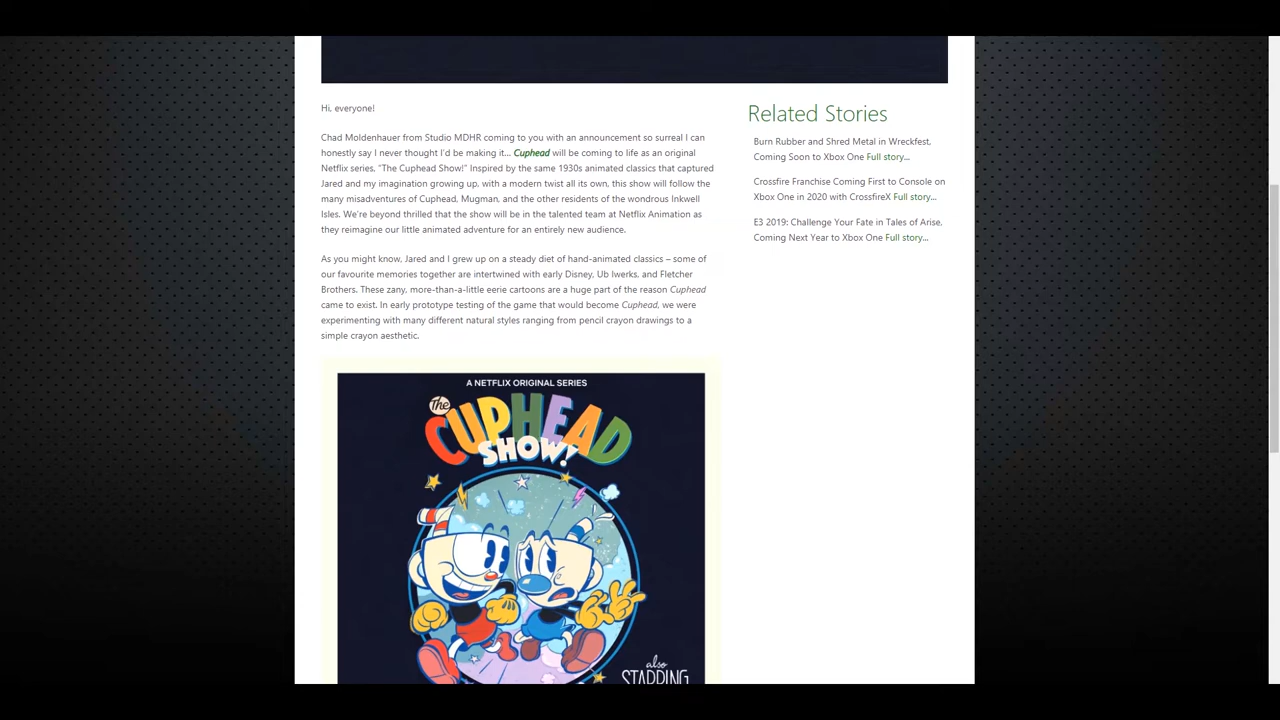 Hi, everyone!
Chad Moldenhauer from Studio MDHR coming to you with an announcement so surreal I can
honestly say I never thought I'd be making it... Cuphead will be coming to life as an original
Netflix series, "The Cuphead Show!" Inspired by the same 1930s animated classics that captured
Jared and my imagination growing up, with a modern twist all its own, this show will follow the
many misadventures of Cuphead, Mugman, and the other residents of the wondrous Inkwell
Isles. We're beyond thrilled that the show will be in the talented team at Netflix Animation as
they reimagine our little animated adventure for an entirely new audience.
As you might know, Jared and I grew up on a steady diet of hand-animated classics – some of
our favourite memories together are intertwined with early Disney, Ub Iwerks, and Fletcher
Brothers. These zany, more-than-a-little eerie cartoons are a huge part of the reason Cuphead
came to exist. In early prototype testing of the game that would become Cuphead, we were
experimenting with many different natural styles ranging from pencil crayon drawings to a
simple crayon aesthetic.
A NETFLIX ORIGINAL SERIES
The
CUPHEAD
SHOW!
also
STARRING
Related Stories
Burn Rubber and Shred Metal in Wreckfest,
Coming Soon to Xbox One Full story...
Crossfire Franchise Coming First to Console on
Xbox One in 2020 with CrossfireX Full story...
E3 2019: Challenge Your Fate in Tales of Arise,
Coming Next Year to Xbox One Full story...